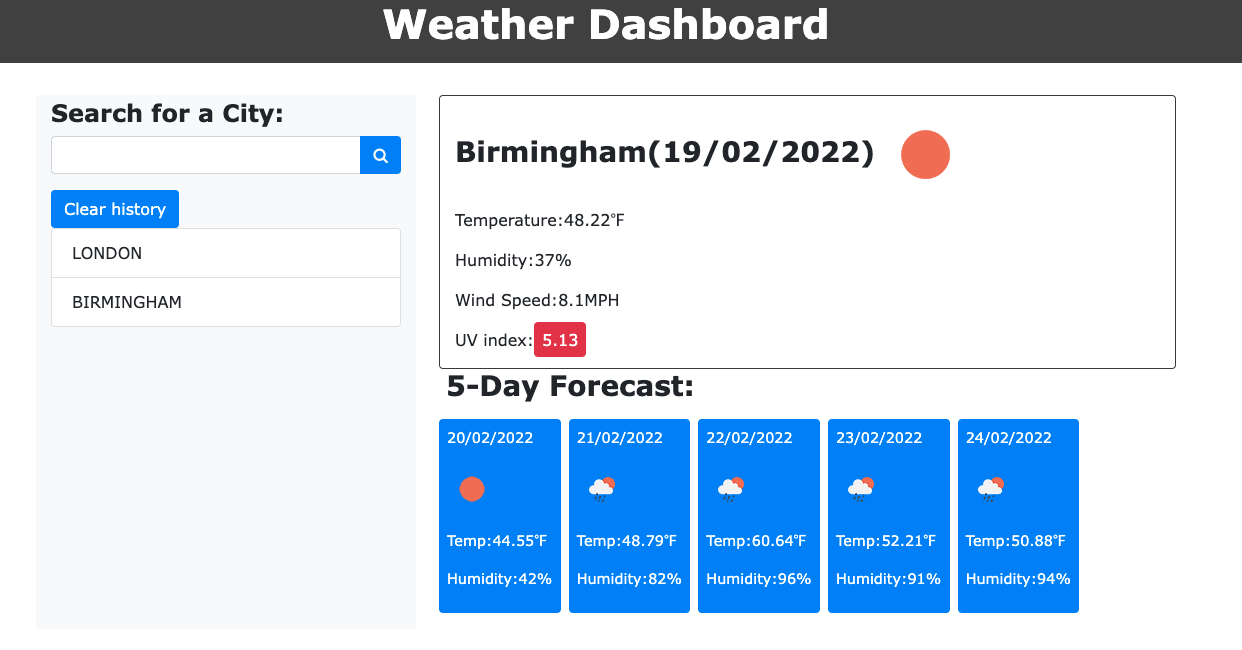 Weather Dashboard
Search for a City:
Clear history
LONDON
BIRMINGHAM
Birmingham(19/02/2022)
Temperature:48.22°F
Humidity:37%
Wind Speed:8.1MPH
UV index:5.13
5-Day Forecast:
20/02/2022
Temp:44.55°F
Humidity:42%
21/02/2022
Temp:48.79°F
Humidity:82%
22/02/2022
Temp:60.64°F
Humidity:96%
23/02/2022
Temp:52.21°F
Humidity:91%
24/02/2022
Temp:50.88°F
Humidity:94%